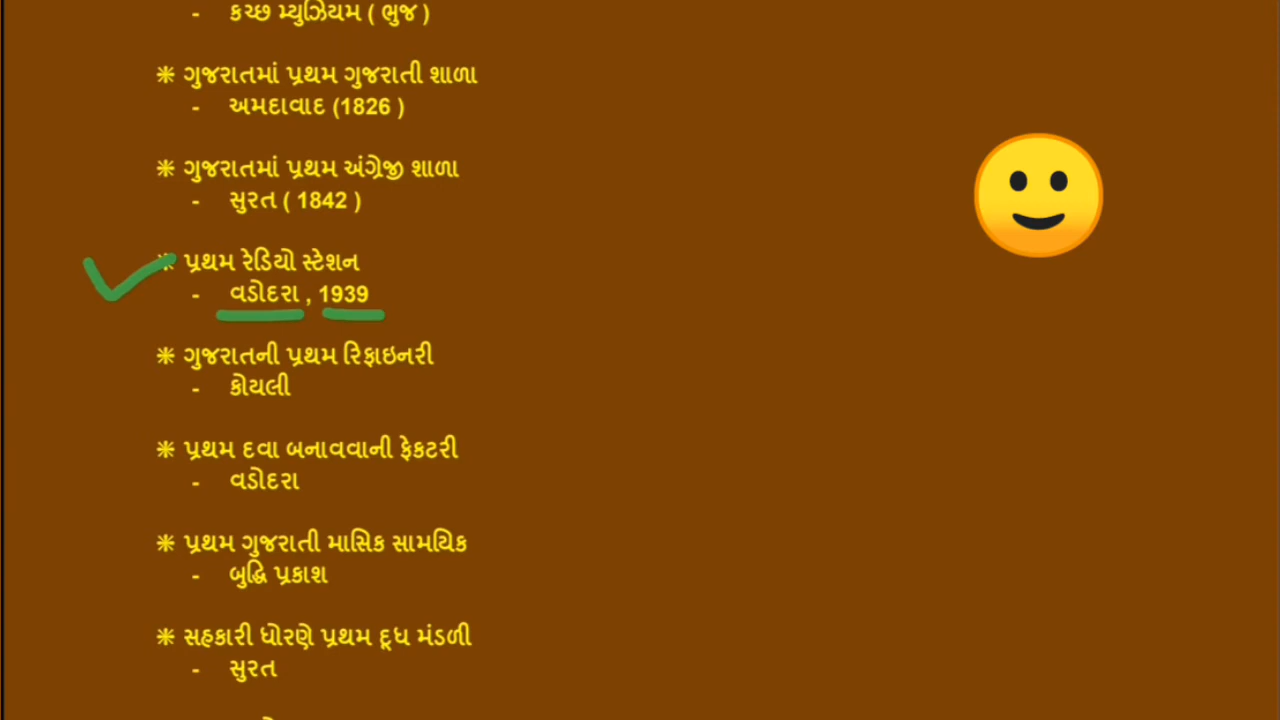 - કચ્છ મ્યુઝિયમ ( ભુજ )
❋ ગુજરાતમાં પ્રથમ ગુજરાતી શાળા
- અમદાવાદ (1826 )
❋ ગુજરાતમાં પ્રથમ અંગ્રેજી શાળા
- સુરત ( 1842 )
❋ પ્રથમ રેડિયો સ્ટેશન
- વડોદરા , 1939
❋ ગુજરાતની પ્રથમ રિફાઇનરી
- કોયલી
❋ પ્રથમ દવા બનાવવાની ફેકટરી
- વડોદરા
❋ પ્રથમ ગુજરાતી માસિક સામયિક
- બુદ્ધિ પ્રકાશ
❋ સહકારી ધોરણે પ્રથમ દૂધ મંડળી
- સુરત